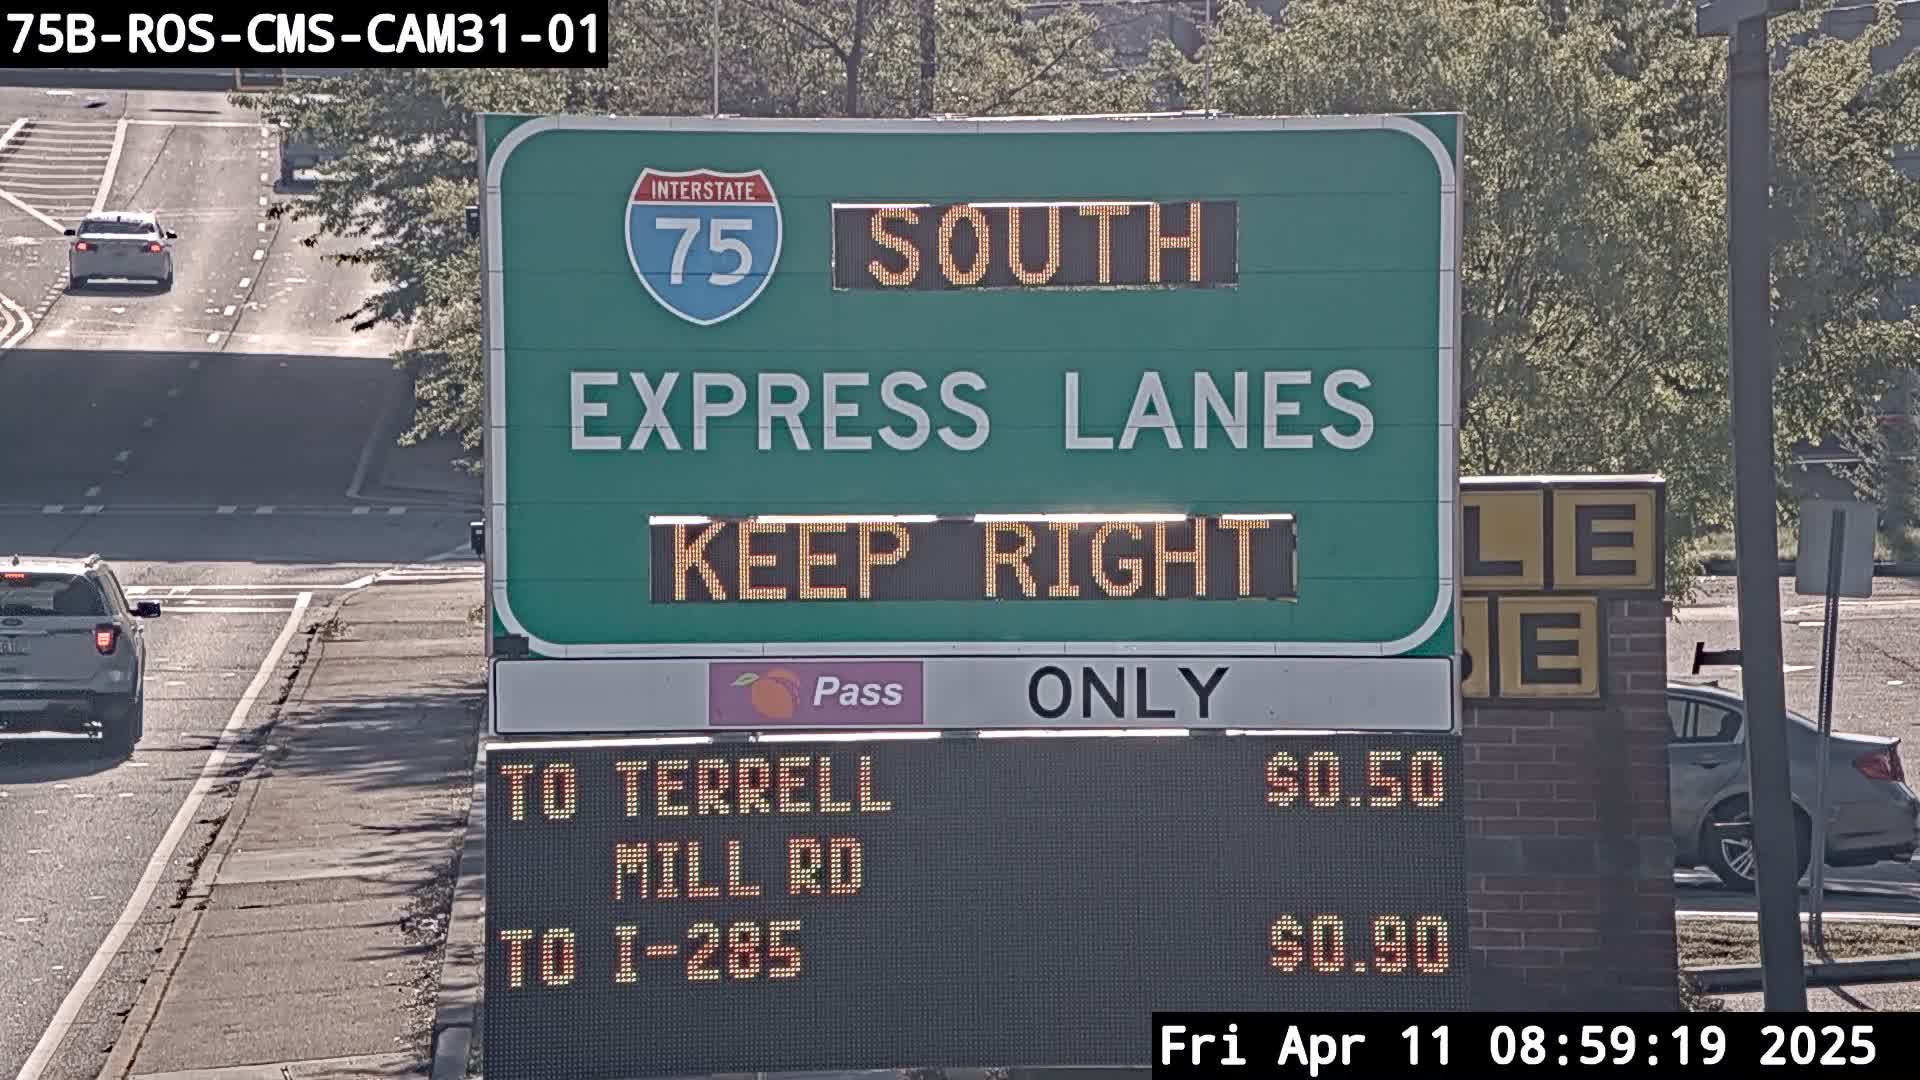 75B-ROS-CMS-CAM31-01
INTERSTATE
75
SOUTH
EXPRESS LANES
KEEP RIGHT
LE
E
Pass
ONLY
TO TERRELL $0.50
MILL RD
TO I-285 $0.90
Fri Apr 11 08:59:19 2025